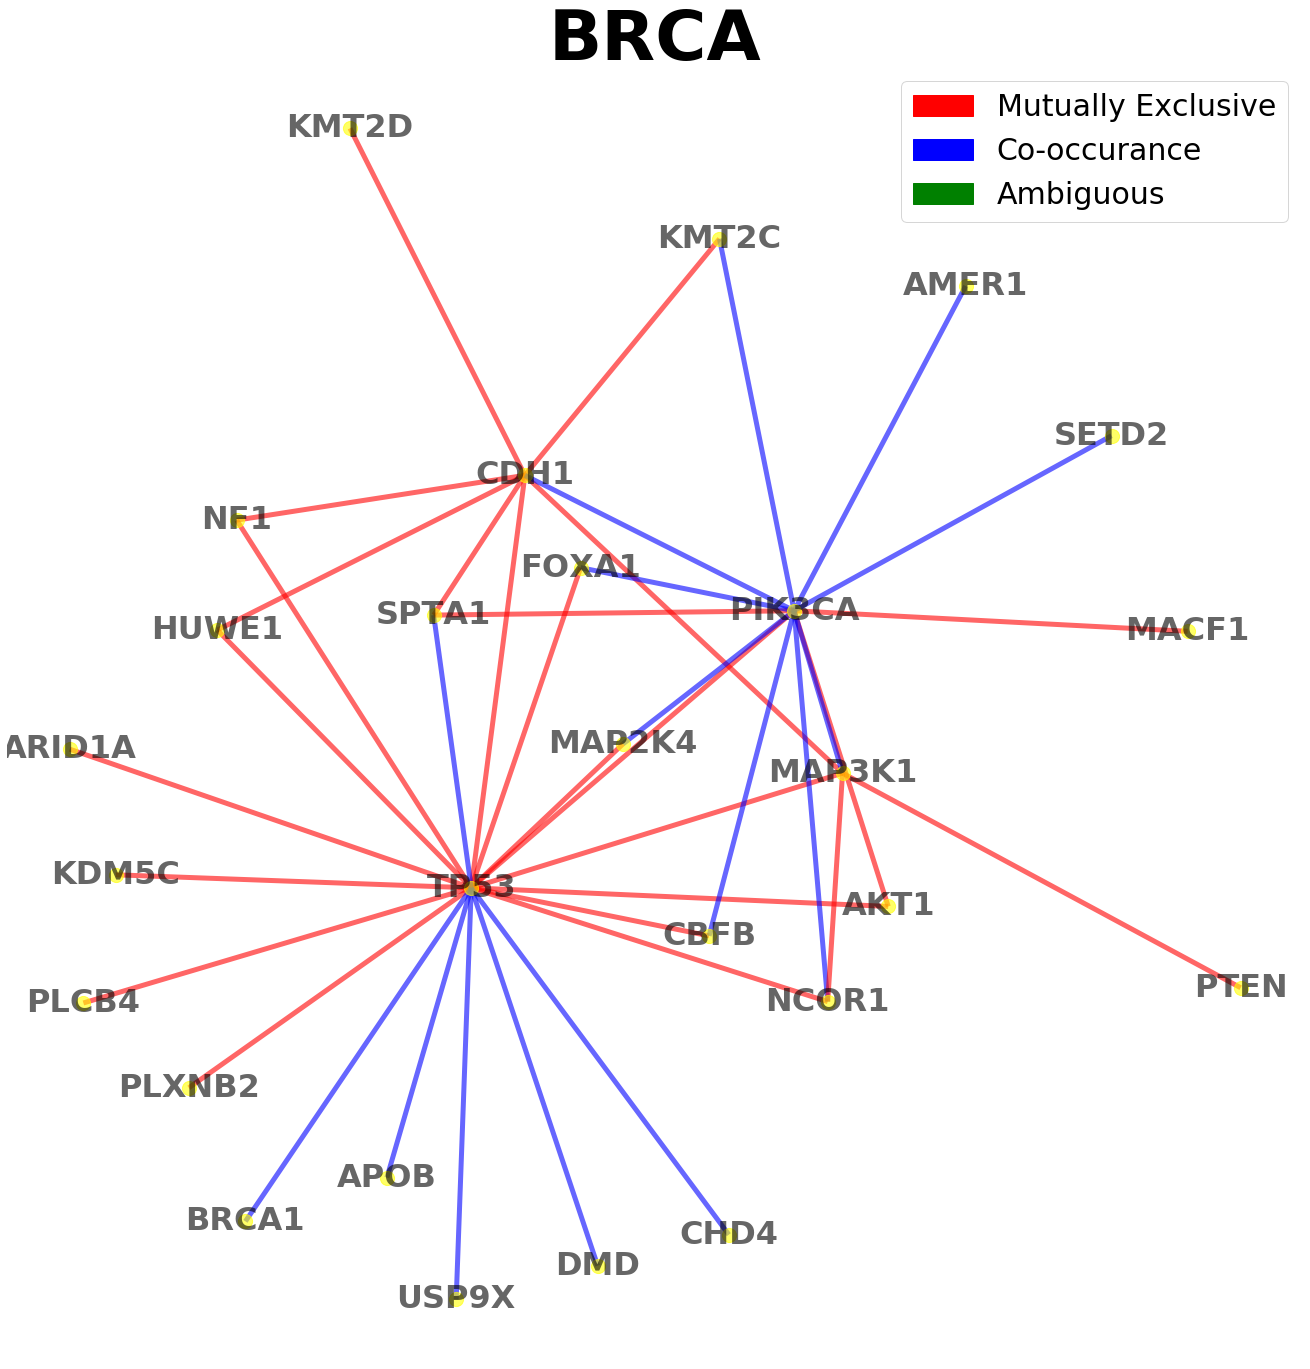 BRCA
Mutually Exclusive
Co-occurance
Ambiguous
KMT2D
KMT2C
AMER1
SETD2
CDH1
NF1
FOXA1
PIK3CA
SPTA1
HUWE1
MACF1
ARID1A
MAP2K4
MAP3K1
KDM5C
TP53
AKT1
CBFB
PTEN
PLCB4
NCOR1
PLXNB2
APOB
BRCA1
CHD4
DMD
USP9X